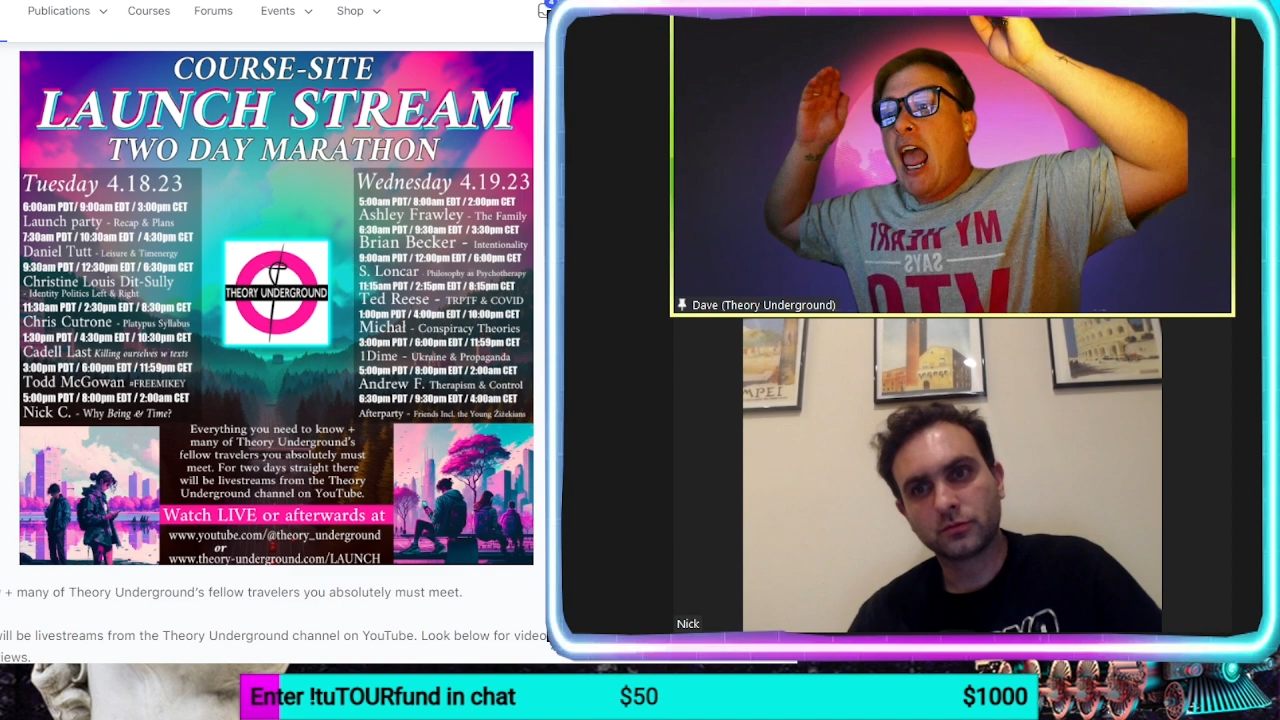 Publications
Courses
Forums
Events
Shop
COURSE-SITE
LAUNCH STREAM
TWO DAY MARATHON
Tuesday 4.18.23
6:00am PDT/ 9:00am EDT / 3:00pm CET
Launch party - Recap & Plans
7:30am PDT / 10:30am EDT / 4:30pm CET
Daniel Tutt - Leisure & Timenergy
9:30am PDT / 12:30pm EDT / 6:30pm CET
Christine Louis Dit-Sully
- Identity Politics Left & Right
11:30am PDT / 2:30pm EDT / 8:30pm CET
Chris Cutrone - Platypus Syllabus
1:30pm PDT / 4:30pm EDT / 10:30pm CET
Cadell Last Killing ourselves w texts
3:00pm PDT / 6:00pm EDT / 11:59pm CET
Todd McGowan #FREEMIKEY
5:00pm PDT / 8:00pm EDT / 2:00am CET
Nick C. - Why Being & Time?
THEORY UNDERGROUND
Wednesday 4.19.23
5:00am PDT/ 8:00am EDT / 2:00pm CET
Ashley Frawley - The Family
6:30am PDT / 9:30am EDT / 3:30pm CET
Brian Becker - Intentionality
9:00am PDT / 12:00pm EDT / 6:00pm CET
S. Loncar - Philosophy as Psychotherapy
11:15am PDT / 2:15pm EDT / 8:15pm CET
Ted Reese - TRPTF & COVID
1:00pm PDT / 4:00pm EDT / 10:00pm CET
Michal - Conspiracy Theories
3:00pm PDT / 6:00pm EDT / 11:59pm CET
1Dime - Ukraine & Propaganda
5:00pm PDT / 8:00pm EDT / 2:00am CET
Andrew F. Therapism & Control
6:30pm PDT / 9:30pm EDT / 4:00am CET
Afterparty - Friends Incl. the Young Žižekians
Everything you need to know +
many of Theory Underground's
fellow travelers you absolutely must
meet. For two days straight there
will be livestreams from the Theory
Underground channel on YouTube.
Watch LIVE or afterwards at
www.youtube.com/@theory_underground
or
www.theory-underground.com/LAUNCH
+ many of Theory Underground's fellow travelers you absolutely must meet.
will be livestreams from the Theory Underground channel on YouTube. Look below for video
iews.
MY HEART
SAYS
Dave (Theory Underground)
MPEI
Nick
Enter !tuTOURfund in chat
$50
$1000